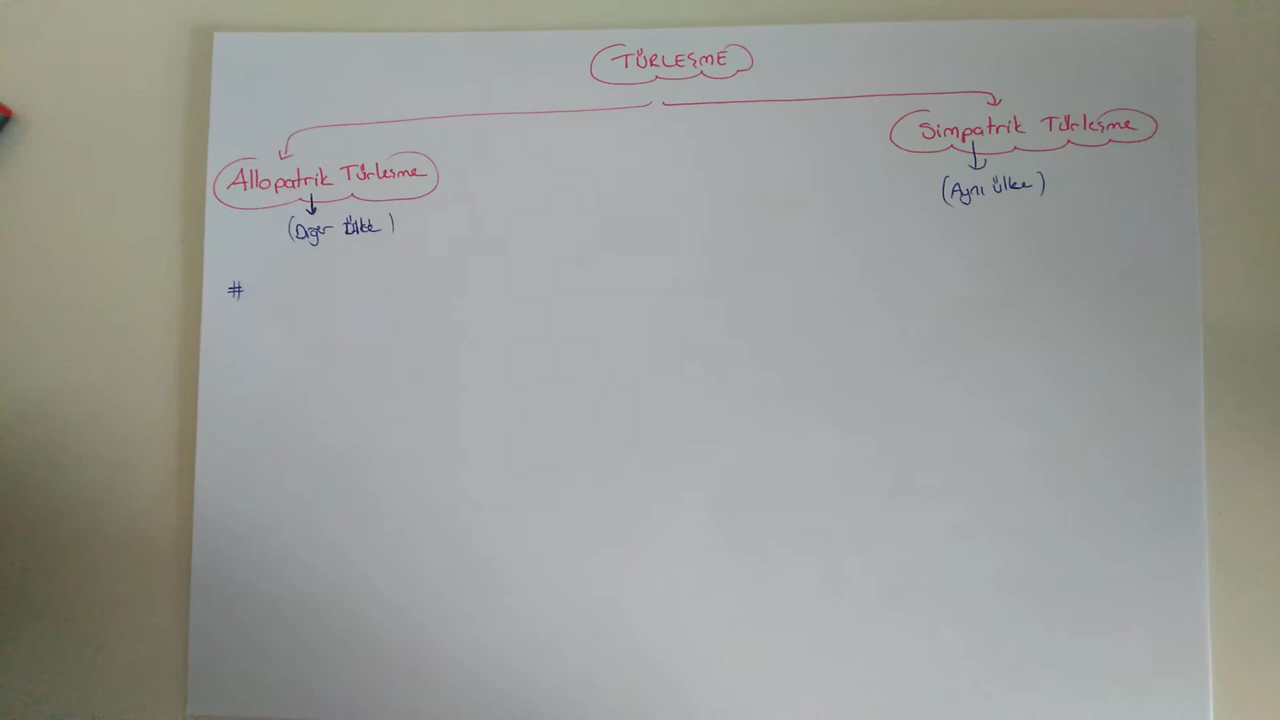 TÜRLEŞME
Allopatrik Türleşme
(Diğer ülke)
Simpatrik Türleşme
(Aynı ülke)
#